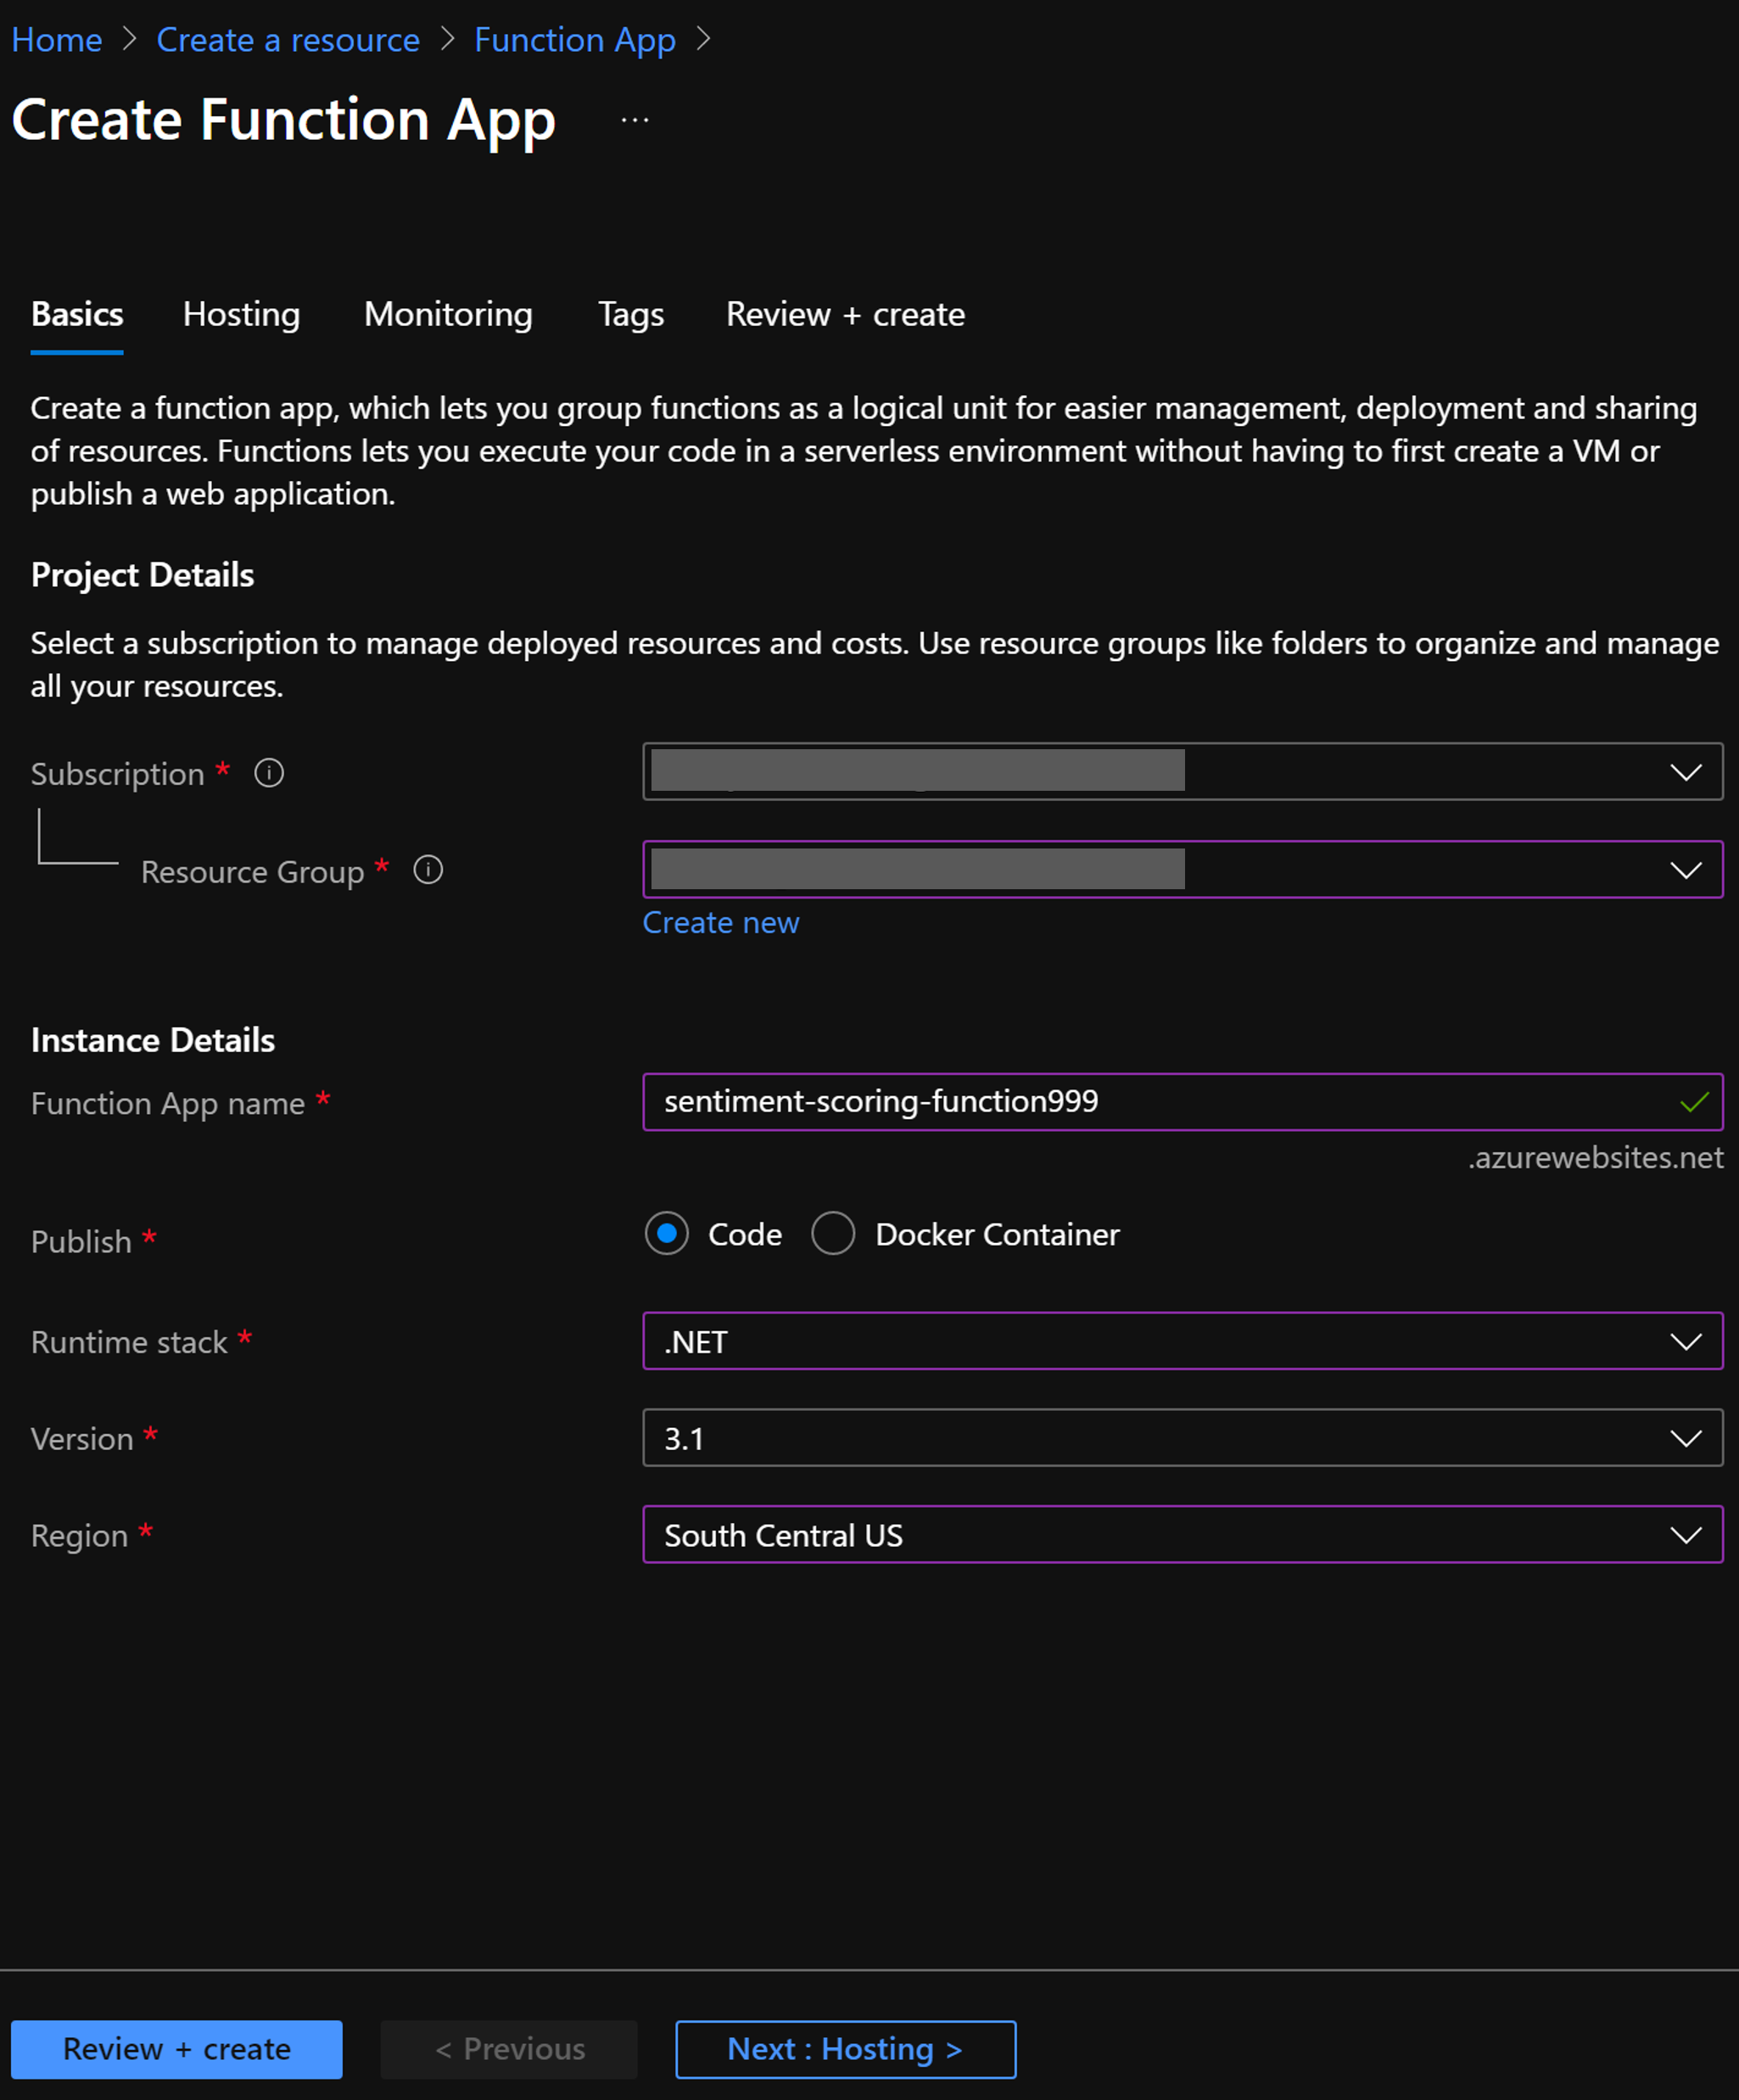 Home > Create a resource > Function App >
Create Function App ...
Basics Hosting Monitoring Tags Review + create
Create a function app, which lets you group functions as a logical unit for easier management, deployment and sharing
of resources. Functions lets you execute your code in a serverless environment without having to first create a VM or
publish a web application.
Project Details
Select a subscription to manage deployed resources and costs. Use resource groups like folders to organize and manage
all your resources.
Subscription *
Resource Group *
Create new
Instance Details
Function App name * sentiment-scoring-function999
.azurewebsites.net
Publish * Code Docker Container
Runtime stack * .NET
Version * 3.1
Region * South Central US
Review + create < Previous Next : Hosting >